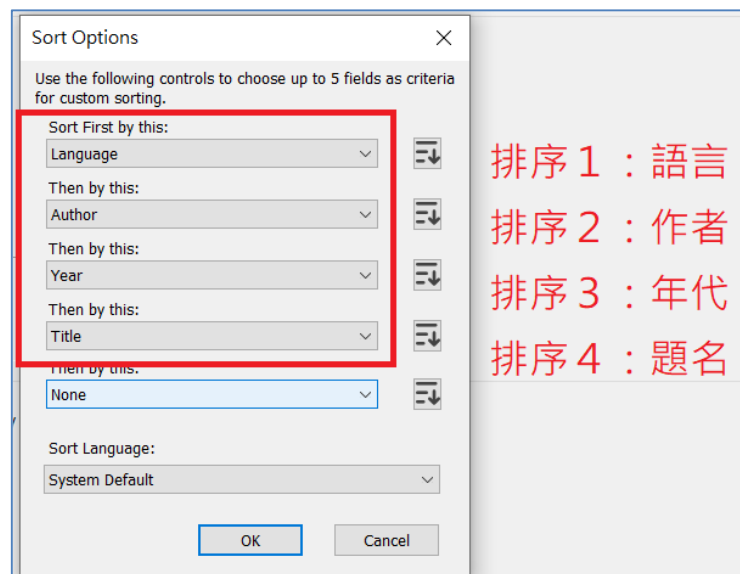 Sort Options
Use the following controls to choose up to 5 fields as criteria
for custom sorting.
Sort First by this:
Language
Then by this:
Author
Then by this:
Year
Then by this:
Title
Then by this:
None
Sort Language:
System Default
OK
Cancel
排序１：語言
排序２：作者
排序３：年代
排序４：題名